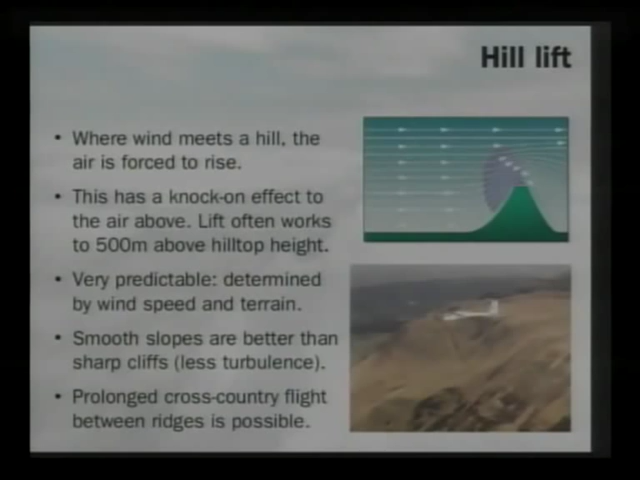 Hill lift
• Where wind meets a hill, the
air is forced to rise.
• This has a knock-on effect to
the air above. Lift often works
to 500m above hilltop height.
• Very predictable: determined
by wind speed and terrain.
• Smooth slopes are better than
sharp cliffs (less turbulence).
• Prolonged cross-country flight
between ridges is possible.